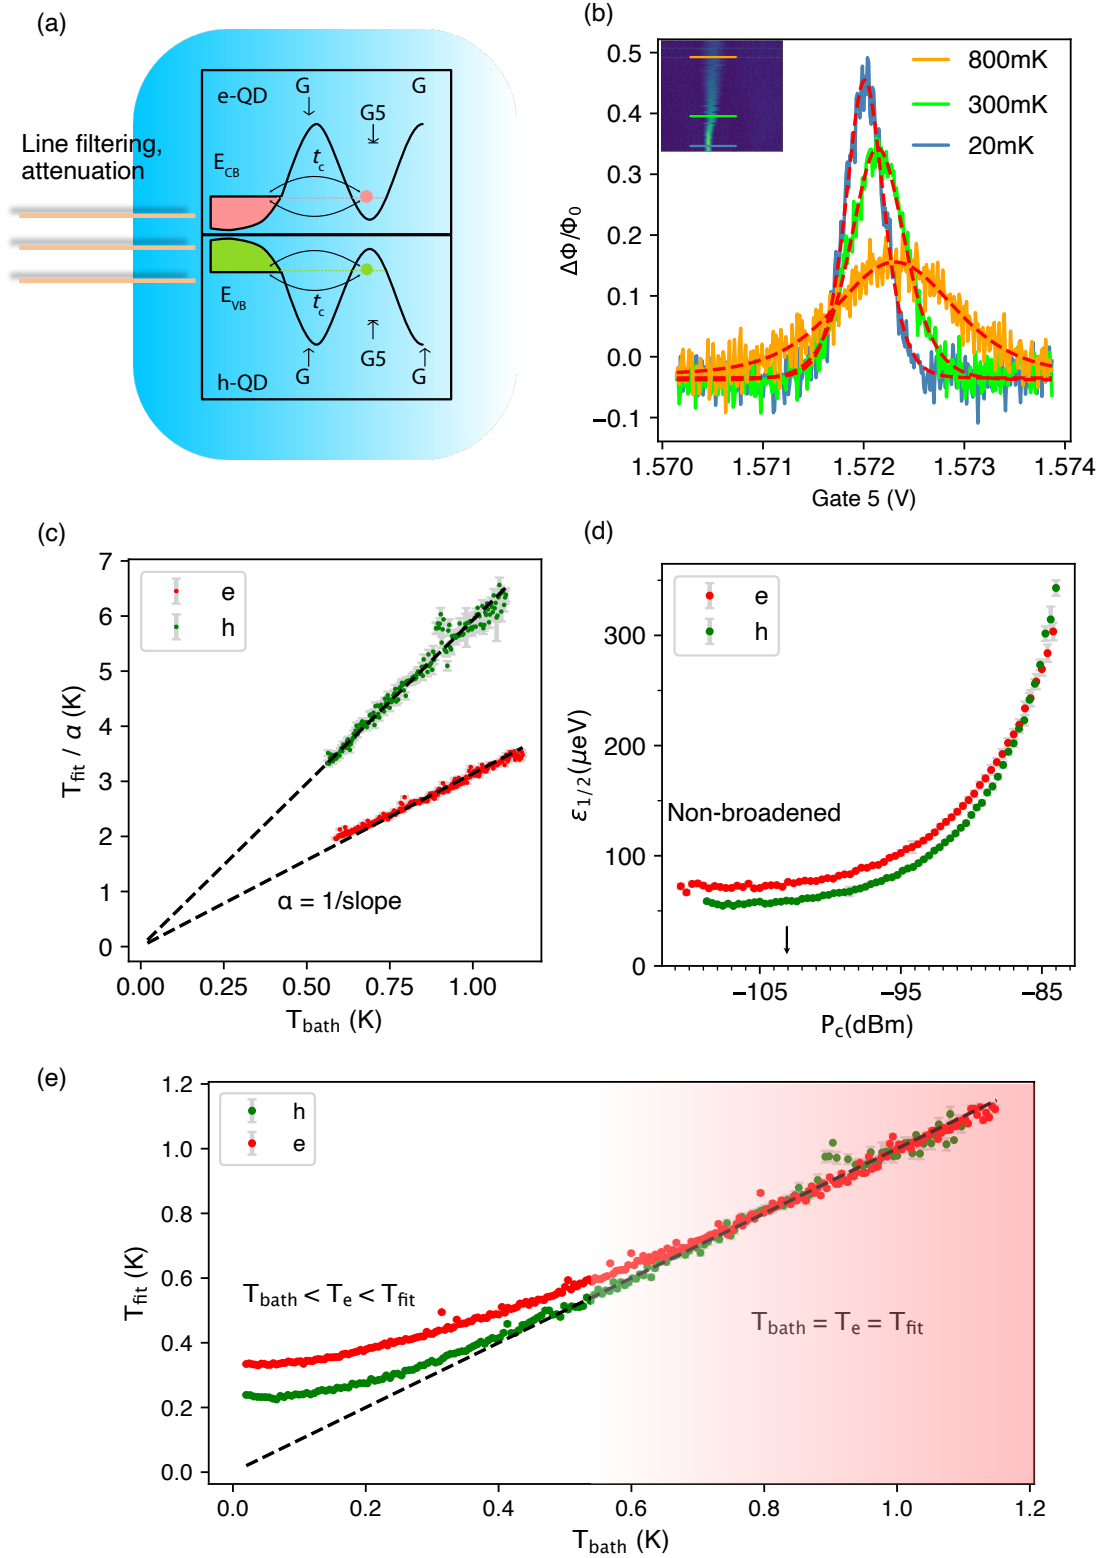 (a)
Line filtering,
attenuation
e-QD
G
G
G5
E_CB
t_c
E_VB
t_c
G5
h-QD
G
G
(b)
800mK
300mK
20mK
0.5
0.4
0.3
0.2
0.1
0.0
−0.1
ΔΦ/Φ_0
1.570
1.571
1.572
1.573
1.574
Gate 5 (V)
(c)
e
h
7
6
5
4
3
2
1
0
T_fit / α (K)
α = 1/slope
0.00
0.25
0.50
0.75
1.00
T_bath (K)
(d)
e
h
300
200
100
0
ε_1/2(μeV)
Non-broadened
−105
−95
−85
P_c(dBm)
(e)
h
e
1.2
1.0
0.8
0.6
0.4
0.2
0.0
T_fit (K)
T_bath < T_e < T_fit
T_bath = T_e = T_fit
0.0
0.2
0.4
0.6
0.8
1.0
1.2
T_bath (K)